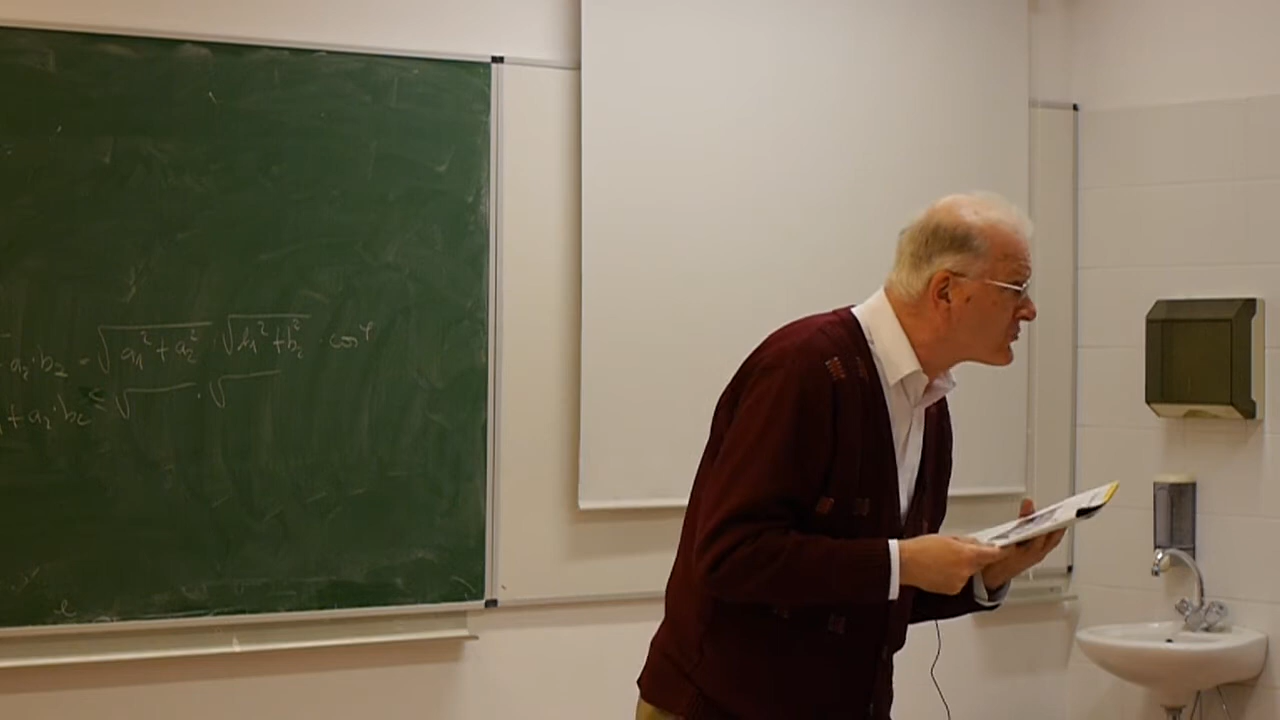 a₂·b₂ = √(a₁² + a₂²) · √(b₁² + b₂²) · cos φ
+ a₂·b₂ ≤ √ · √
e